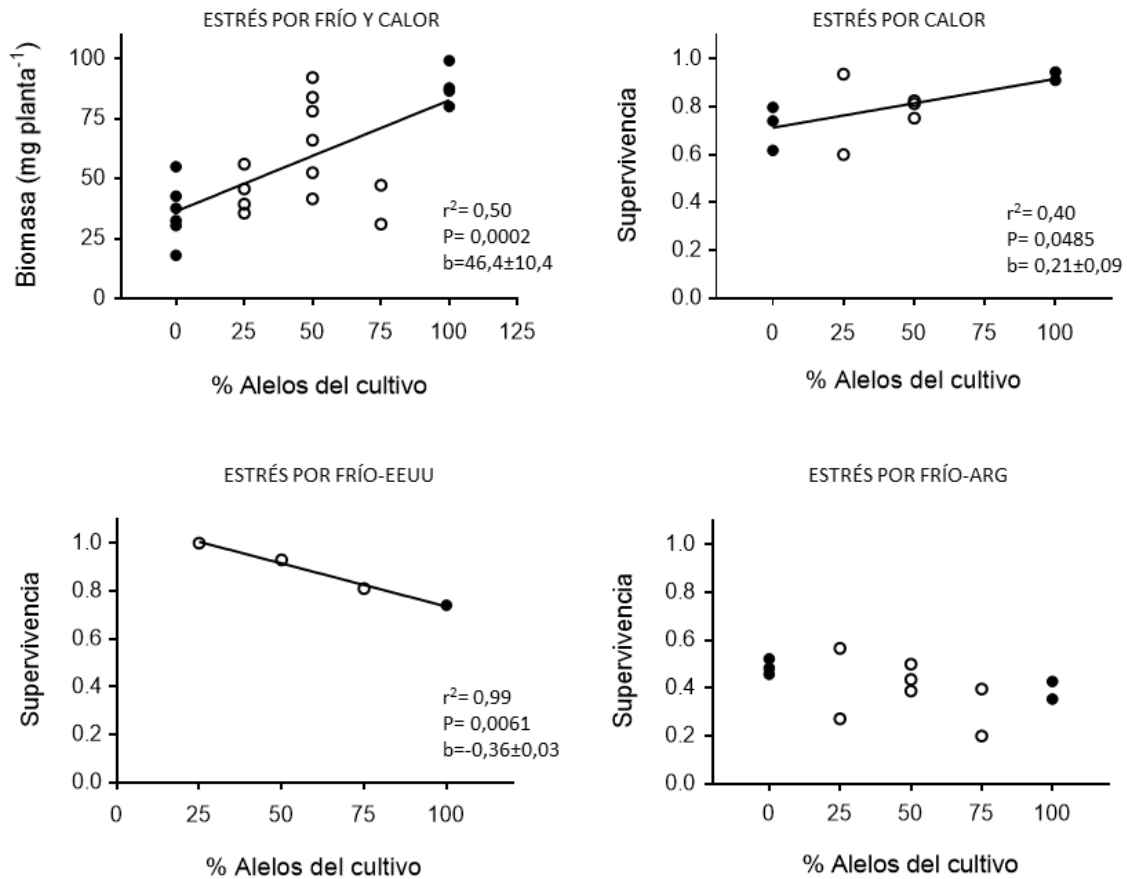 ESTRÉS POR FRÍO Y CALOR
Biomasa (mg planta⁻¹)
100
75
50
25
0
r²= 0,50
P= 0,0002
b=46,4±10,4
0 25 50 75 100 125
% Alelos del cultivo
ESTRÉS POR CALOR
Supervivencia
1.0
0.8
0.6
0.4
0.2
0.0
r²= 0,40
P= 0,0485
b= 0,21±0,09
0 25 50 75 100
% Alelos del cultivo
ESTRÉS POR FRÍO-EEUU
Supervivencia
1.0
0.8
0.6
0.4
0.2
0.0
r²= 0,99
P= 0,0061
b=-0,36±0,03
0 25 50 75 100
% Alelos del cultivo
ESTRÉS POR FRÍO-ARG
Supervivencia
1.0
0.8
0.6
0.4
0.2
0.0
0 25 50 75 100
% Alelos del cultivo